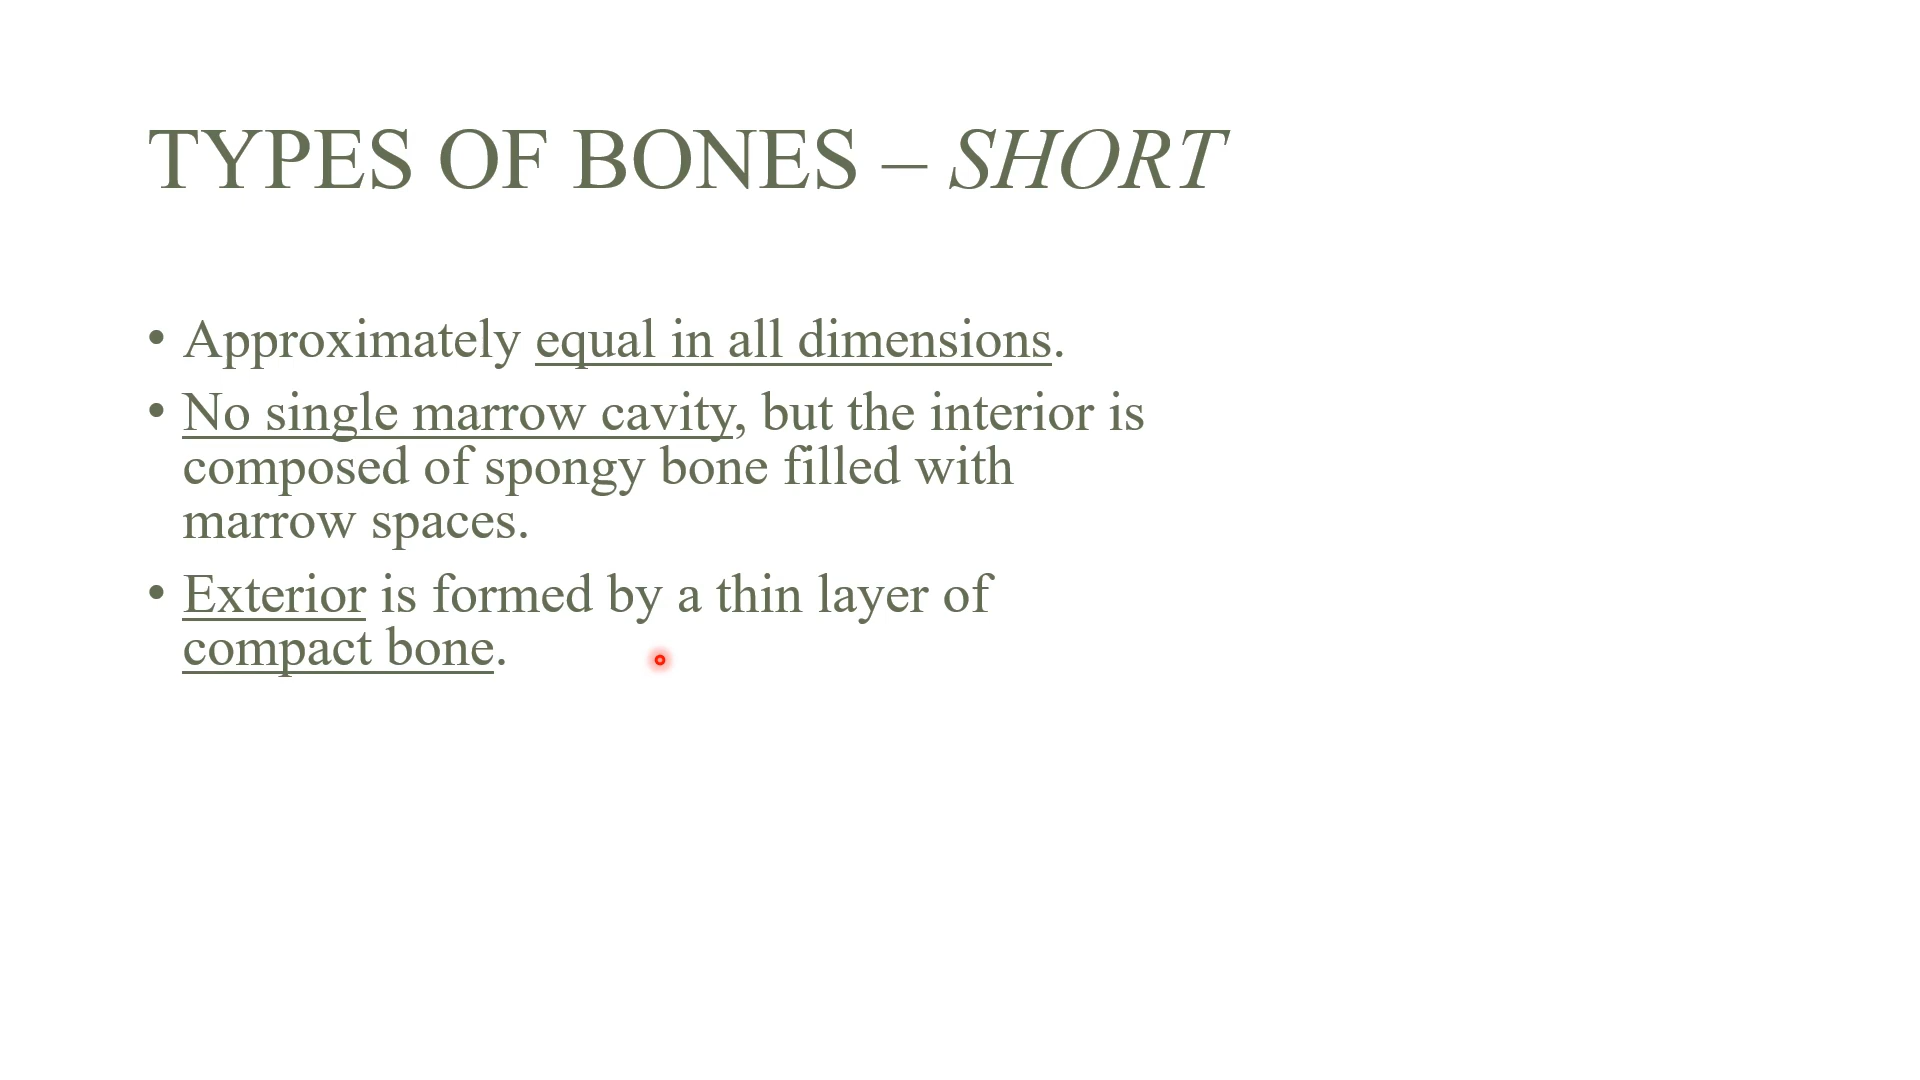 TYPES OF BONES – SHORT
• Approximately equal in all dimensions.
• No single marrow cavity, but the interior is
composed of spongy bone filled with
marrow spaces.
• Exterior is formed by a thin layer of
compact bone.